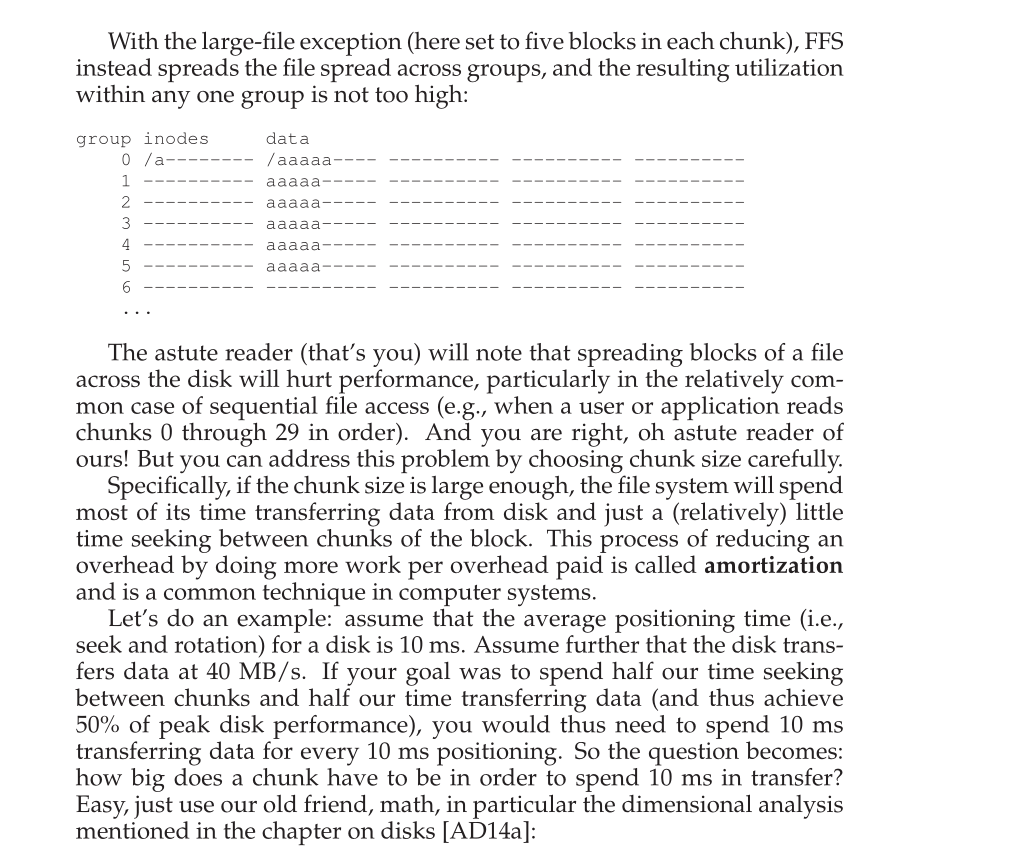 With the large-file exception (here set to five blocks in each chunk), FFS
instead spreads the file spread across groups, and the resulting utilization
within any one group is not too high:
group inodes     data
    0 /a-------- /aaaaa---- ---------- ---------- ----------
    1 ---------- aaaaa----- ---------- ---------- ----------
    2 ---------- aaaaa----- ---------- ---------- ----------
    3 ---------- aaaaa----- ---------- ---------- ----------
    4 ---------- aaaaa----- ---------- ---------- ----------
    5 ---------- aaaaa----- ---------- ---------- ----------
    6 ---------- ---------- ---------- ---------- ----------
    ...
The astute reader (that's you) will note that spreading blocks of a file
across the disk will hurt performance, particularly in the relatively com-
mon case of sequential file access (e.g., when a user or application reads
chunks 0 through 29 in order). And you are right, oh astute reader of
ours! But you can address this problem by choosing chunk size carefully.
Specifically, if the chunk size is large enough, the file system will spend
most of its time transferring data from disk and just a (relatively) little
time seeking between chunks of the block. This process of reducing an
overhead by doing more work per overhead paid is called amortization
and is a common technique in computer systems.
Let's do an example: assume that the average positioning time (i.e.,
seek and rotation) for a disk is 10 ms. Assume further that the disk trans-
fers data at 40 MB/s. If your goal was to spend half our time seeking
between chunks and half our time transferring data (and thus achieve
50% of peak disk performance), you would thus need to spend 10 ms
transferring data for every 10 ms positioning. So the question becomes:
how big does a chunk have to be in order to spend 10 ms in transfer?
Easy, just use our old friend, math, in particular the dimensional analysis
mentioned in the chapter on disks [AD14a]: